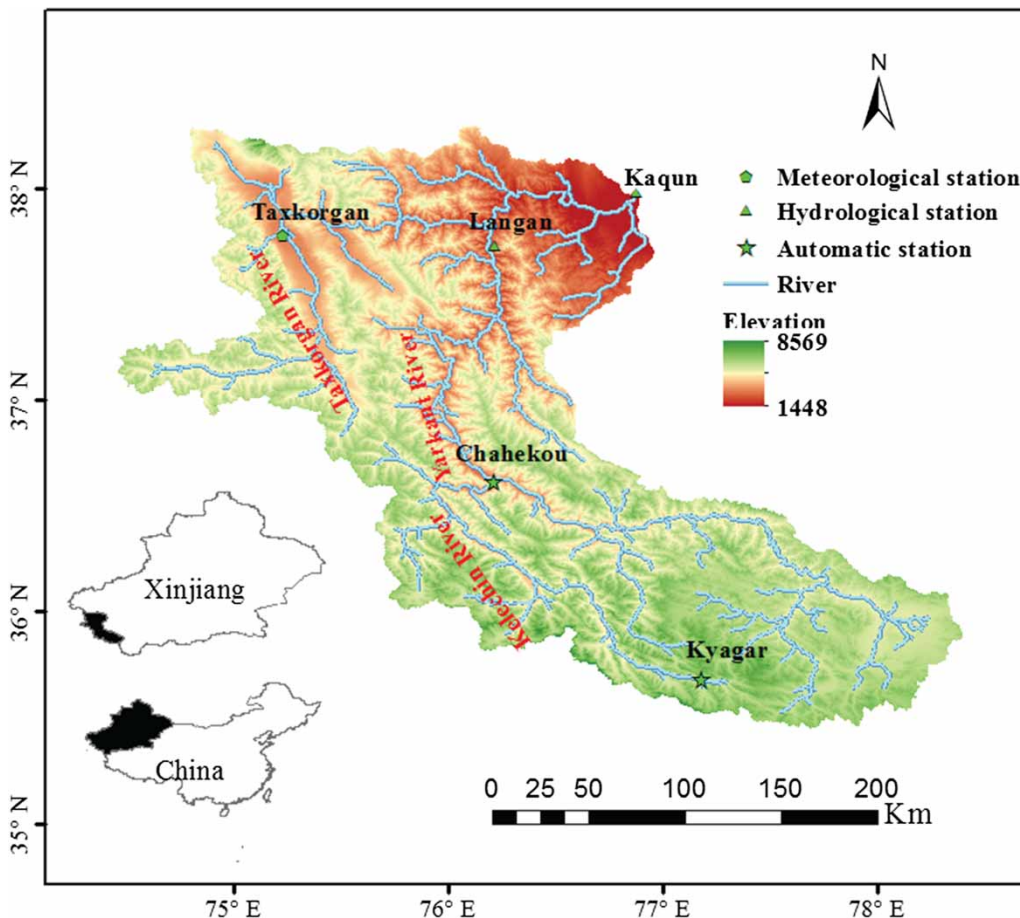 N
Meteorological station
Hydrological station
Automatic station
River
Elevation
8569
1448
Kaqun
Taxkorgan
Langan
Taxkorgan River
Yarkant River
Chahekou
Kelechin River
Kyagar
Xinjiang
China
0 25 50 100 150 200
Km
38° N
37° N
36° N
35° N
75° E 76° E 77° E 78° E